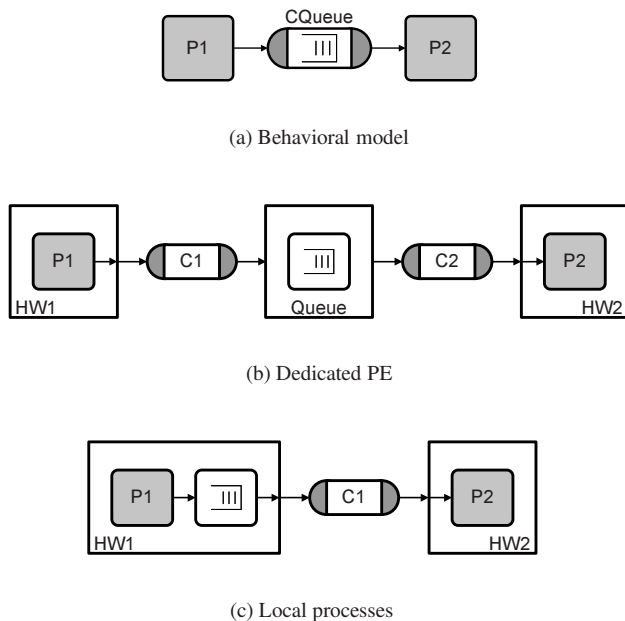 CQueue
P1
P2
(a) Behavioral model
P1
C1
C2
P2
HW1
Queue
HW2
(b) Dedicated PE
P1
C1
P2
HW1
HW2
(c) Local processes